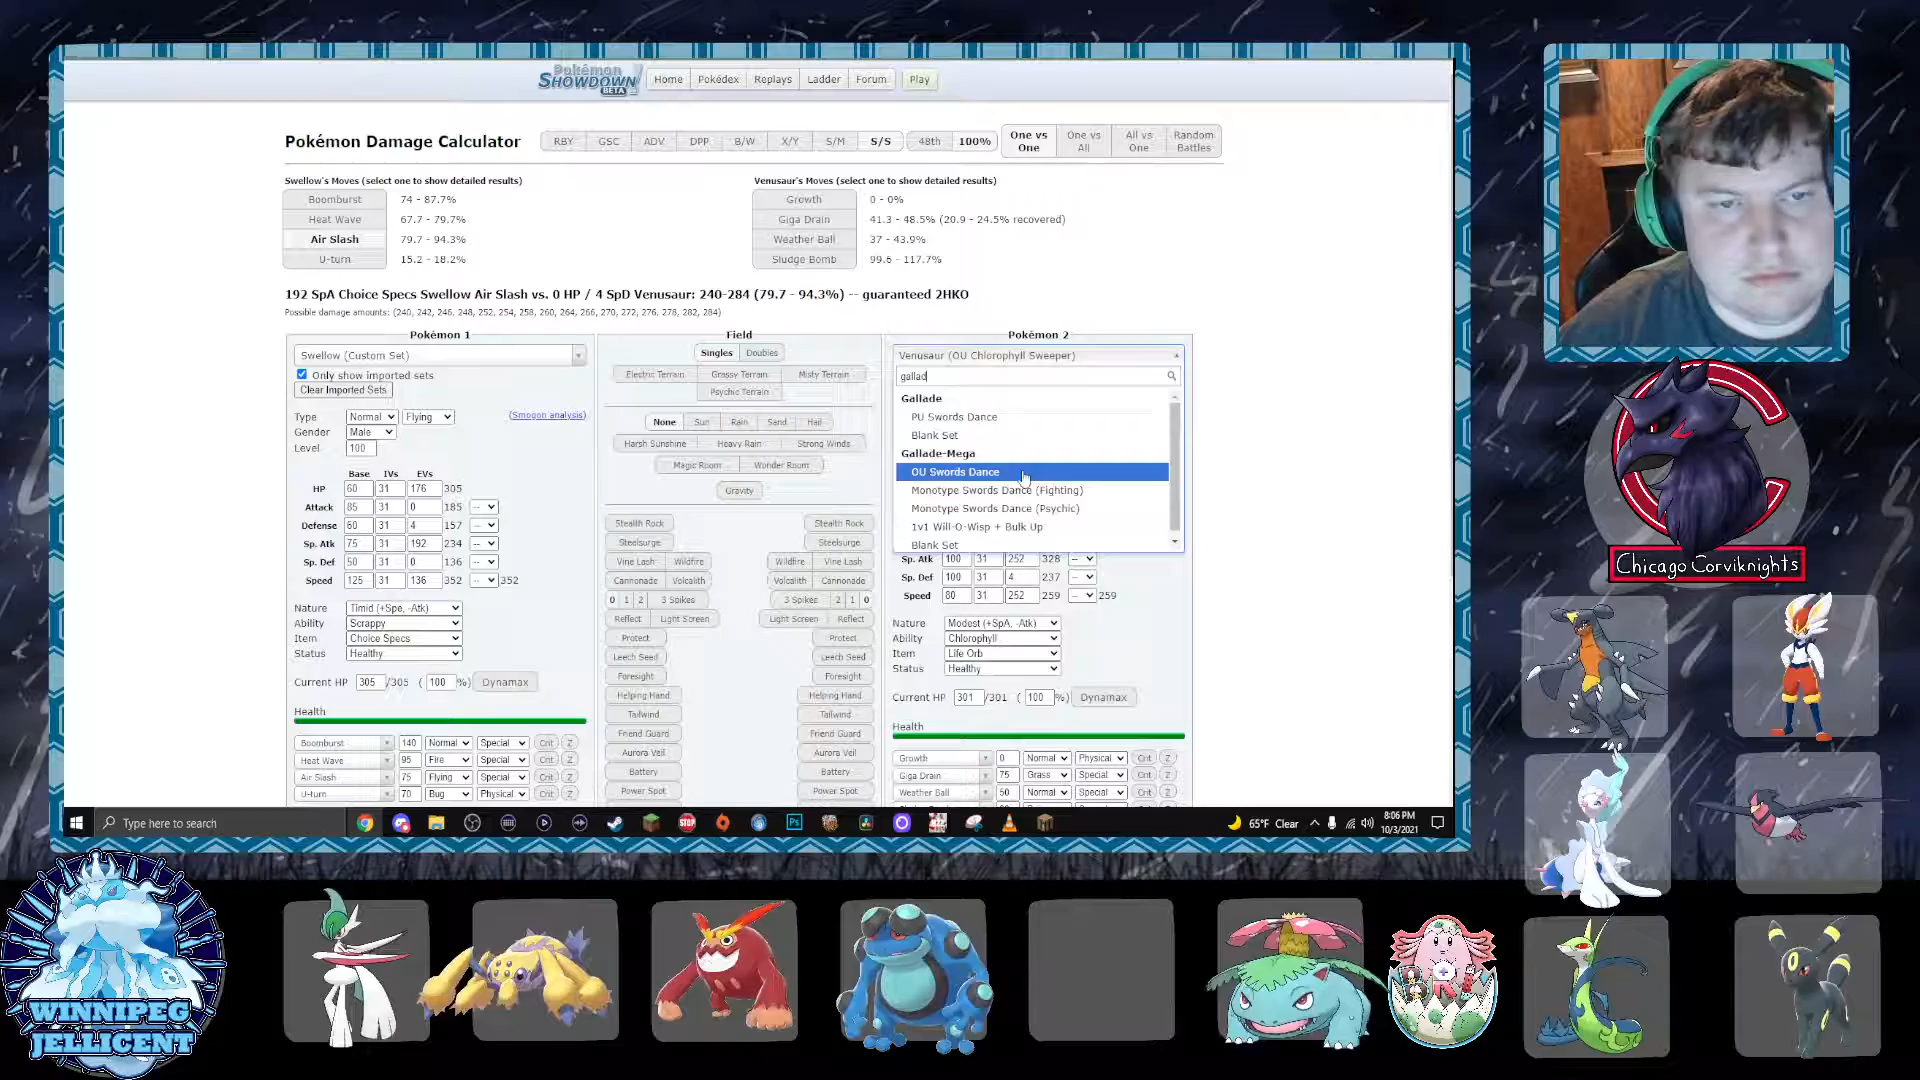 Pokémon SHOWDOWN BETA Home Pokédex Replays Ladder Forum Play
Pokémon Damage Calculator RBY GSC ADV DPP B/W X/Y S/M S/S 48th 100% One vs One One vs All All vs One Random Battles
Swellow's Moves (select one to show detailed results)
Boomburst 74 - 87.7%
Heat Wave 67.7 - 79.7%
Air Slash 79.7 - 94.3%
U-turn 15.2 - 18.2%
Venusaur's Moves (select one to show detailed results)
Growth 0 - 0%
Giga Drain 41.3 - 48.5% (20.9 - 24.5% recovered)
Weather Ball 37 - 43.9%
Sludge Bomb 99.6 - 117.7%
192 SpA Choice Specs Swellow Air Slash vs. 0 HP / 4 SpD Venusaur: 240-284 (79.7 - 94.3%) -- guaranteed 2HKO
Possible damage amounts: (240, 242, 246, 248, 252, 254, 258, 260, 264, 266, 270, 272, 276, 278, 282, 284)
Pokémon 1
Swellow (Custom Set)
Only show imported sets
Clear Imported Sets
Type Normal Flying (Smogon analysis)
Gender Male
Level 100
Base IVs EVs
HP 60 31 176 305
Attack 85 31 0 185 --
Defense 60 31 4 157 --
Sp. Atk 75 31 192 234 --
Sp. Def 50 31 0 136 --
Speed 125 31 136 352 -- 352
Nature Timid (+Spe, -Atk)
Ability Scrappy
Item Choice Specs
Status Healthy
Current HP 305 /305 ( 100 %) Dynamax
Health
Boomburst 140 Normal Special Crit Z
Heat Wave 95 Fire Special Crit Z
Air Slash 75 Flying Special Crit Z
U-turn 70 Bug Physical Crit Z
Field
Singles Doubles
Electric Terrain Grassy Terrain Misty Terrain
Psychic Terrain
None Sun Rain Sand Hail
Harsh Sunshine Heavy Rain Strong Winds
Magic Room Wonder Room
Gravity
Stealth Rock Stealth Rock
Steelsurge Steelsurge
Vine Lash Wildfire Wildfire Vine Lash
Cannonade Volcalith Volcalith Cannonade
0 1 2 3 Spikes 3 Spikes 2 1 0
Reflect Light Screen Light Screen Reflect
Protect Protect
Leech Seed Leech Seed
Foresight Foresight
Helping Hand Helping Hand
Tailwind Tailwind
Friend Guard Friend Guard
Aurora Veil Aurora Veil
Battery Battery
Power Spot Power Spot
Pokémon 2
Venusaur (OU Chlorophyll Sweeper)
gallad
Gallade
PU Swords Dance
Blank Set
Gallade-Mega
OU Swords Dance
Monotype Swords Dance (Fighting)
Monotype Swords Dance (Psychic)
1v1 Will-O-Wisp + Bulk Up
Blank Set
Sp. Atk 100 31 252 328 --
Sp. Def 100 31 4 237 --
Speed 80 31 252 259 -- 259
Nature Modest (+SpA, -Atk)
Ability Chlorophyll
Item Life Orb
Status Healthy
Current HP 301 /301 ( 100 %) Dynamax
Health
Growth 0 Normal Physical Crit Z
Giga Drain 75 Grass Special Crit Z
Weather Ball 50 Normal Special Crit Z
Type here to search
STOP
Ps
65°F Clear
8:06 PM
10/3/2021
Chicago Corviknights
WINNIPEG
JELLICENT